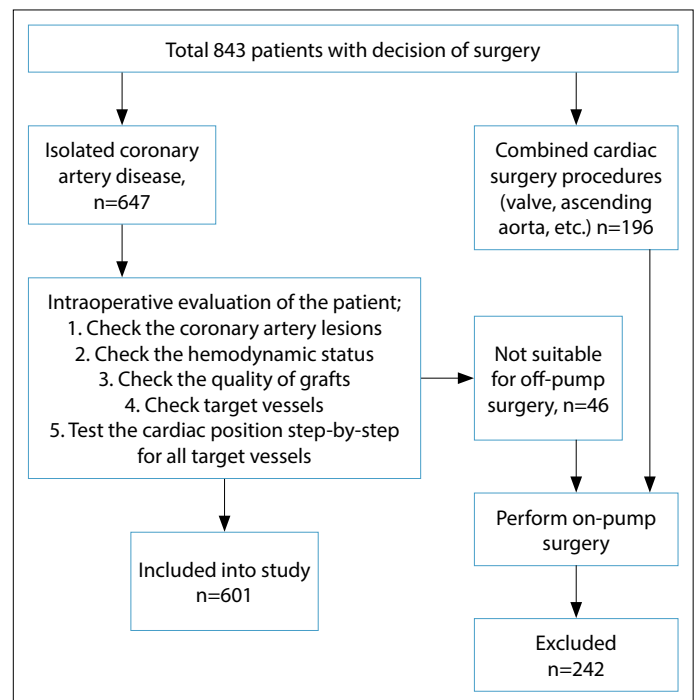 Total 843 patients with decision of surgery
Isolated coronary
artery disease,
n=647
Combined cardiac
surgery procedures
(valve, ascending
aorta, etc.) n=196
Intraoperative evaluation of the patient;
1. Check the coronary artery lesions
2. Check the hemodynamic status
3. Check the quality of grafts
4. Check target vessels
5. Test the cardiac position step-by-step
for all target vessels
Not suitable
for off-pump
surgery, n=46
Perform on-pump
surgery
Included into study
n=601
Excluded
n=242